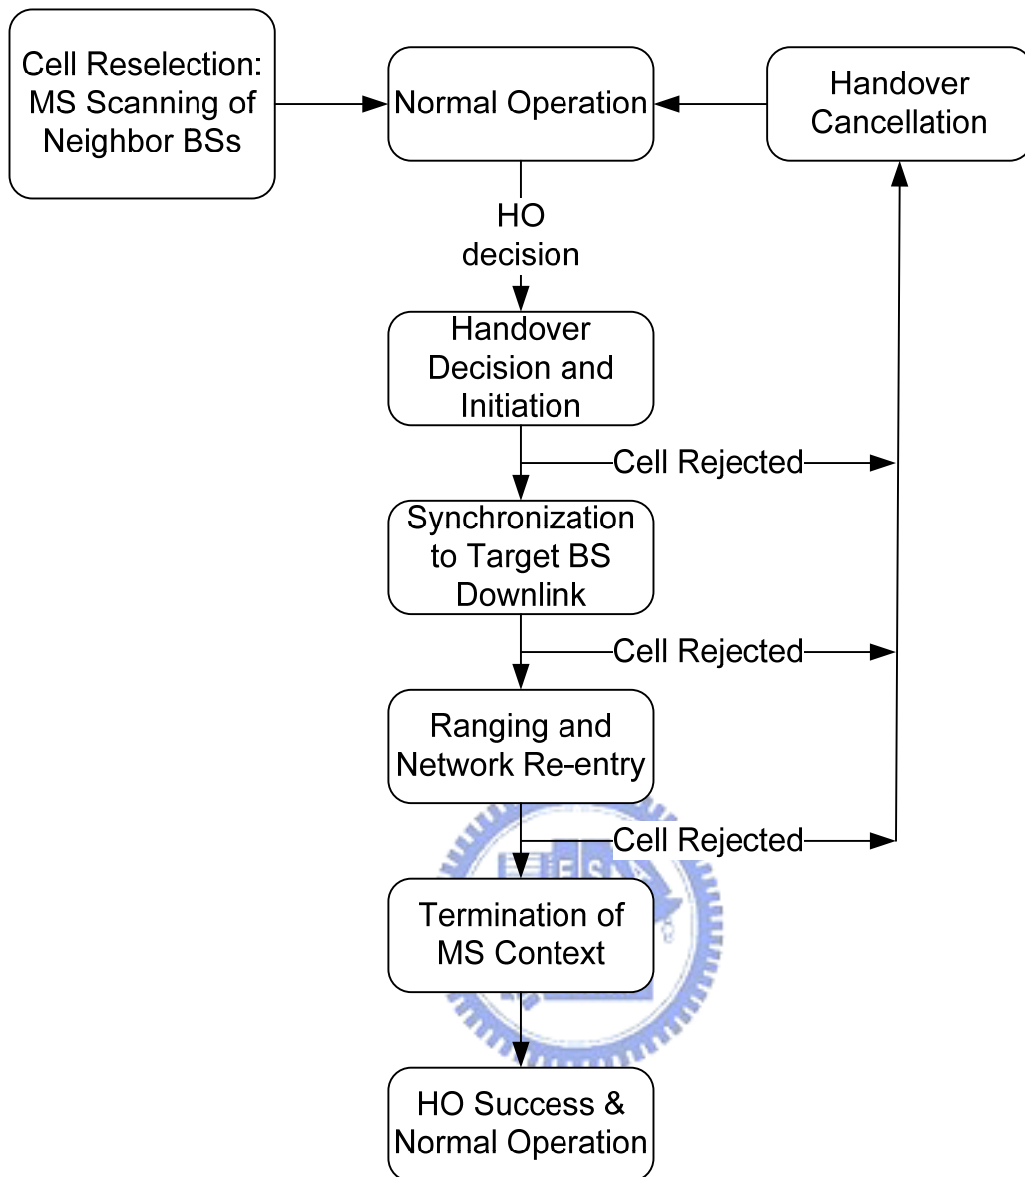 Cell Reselection:
MS Scanning of
Neighbor BSs
Normal Operation
Handover
Cancellation
HO
decision
Handover
Decision and
Initiation
Cell Rejected
Synchronization
to Target BS
Downlink
Cell Rejected
Ranging and
Network Re-entry
Cell Rejected
Termination of
MS Context
HO Success &
Normal Operation